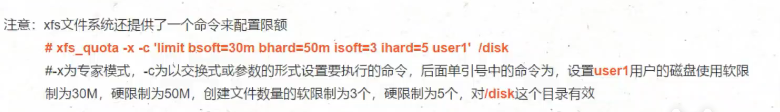 注意：xfs文件系统还提供了一个命令来配置限额
# xfs_quota -x -c 'limit bsoft=30m bhard=50m isoft=3 ihard=5 user1' /disk
#-x为专家模式，-c为以交换式或参数的形式设置要执行的命令，后面单引号中的命令为，设置user1用户的磁盘使用软限
制为30M，硬限制为50M，创建文件数量的软限制为3个，硬限制为5个，对/disk这个目录有效